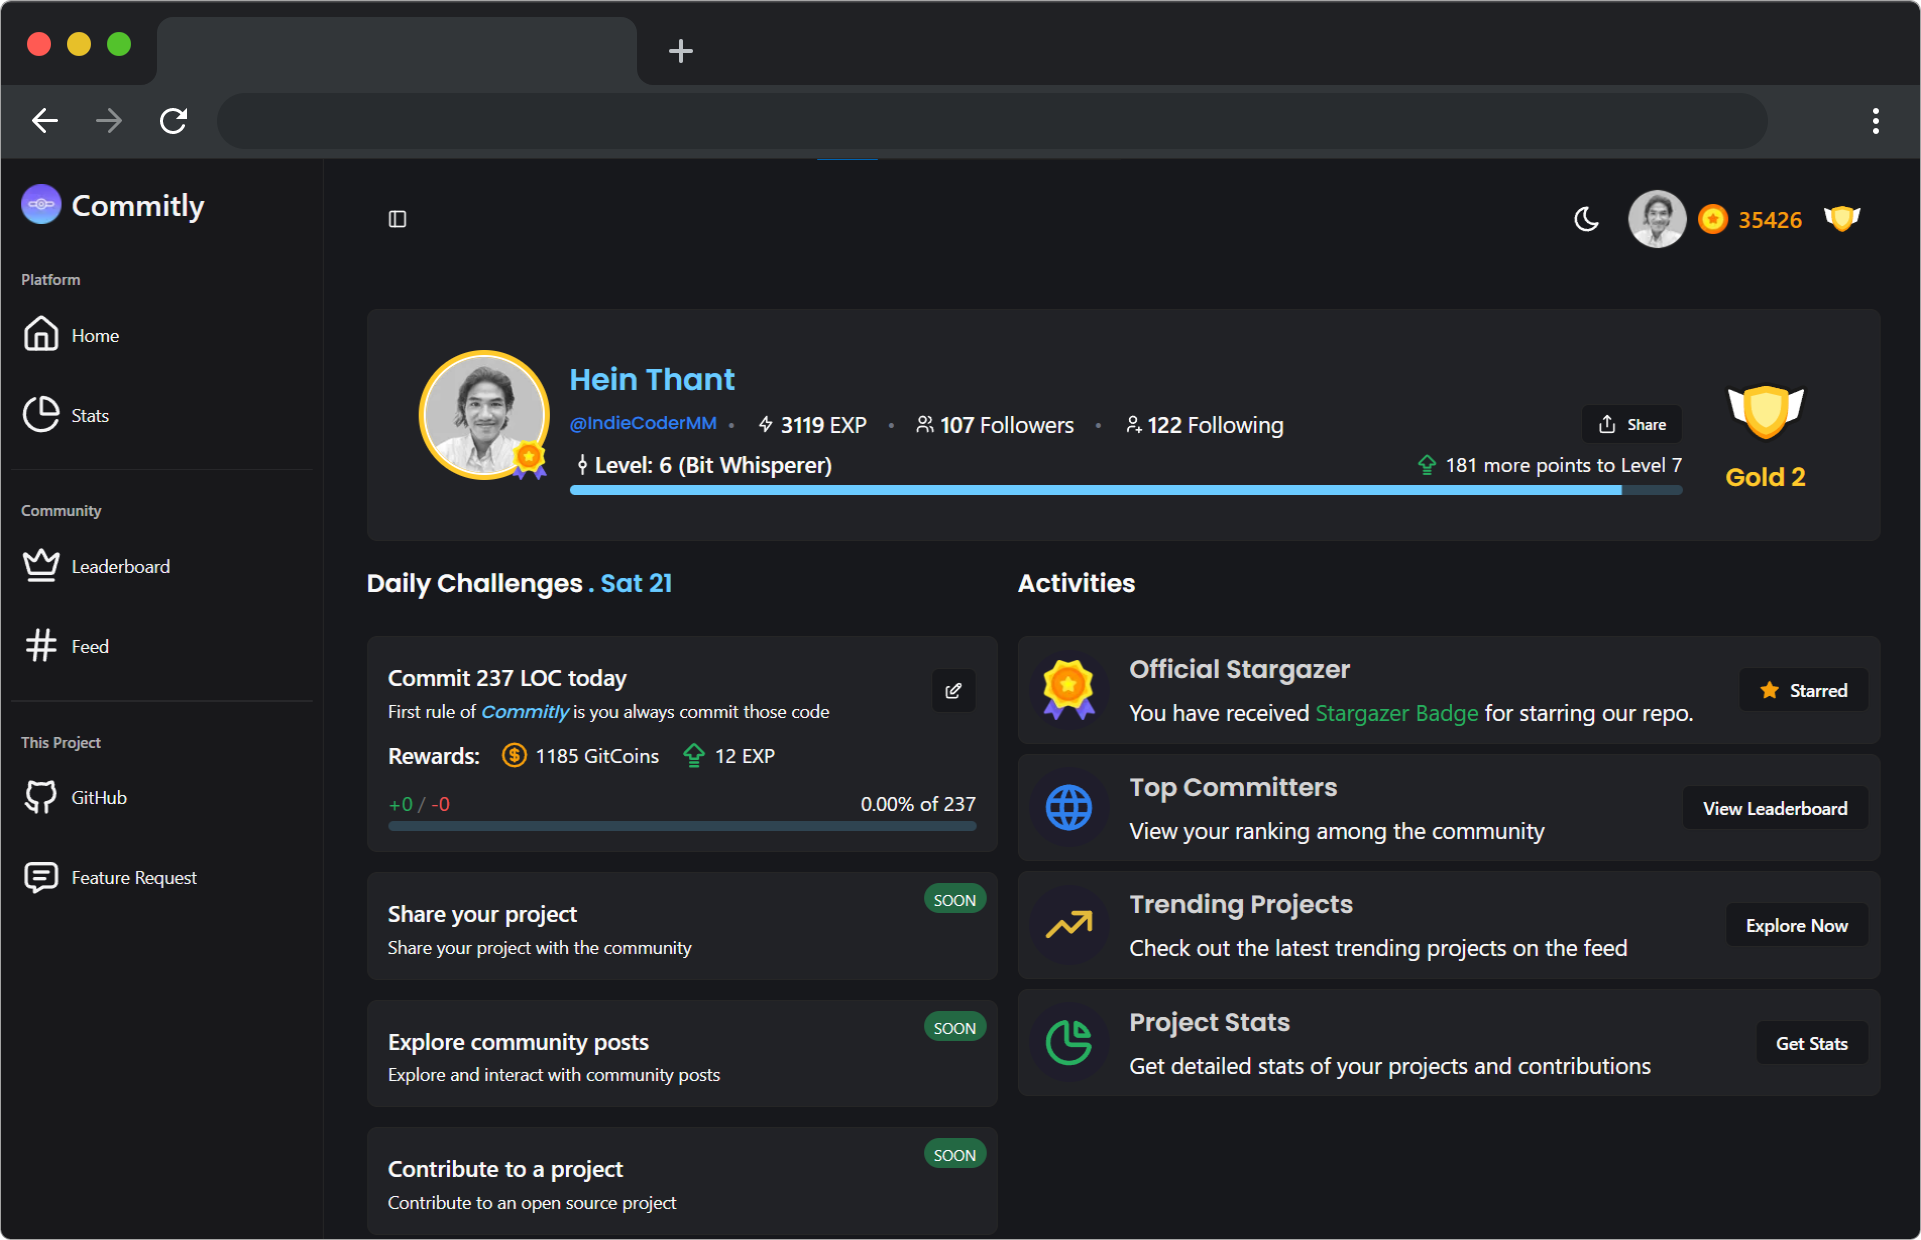 Commitly
35426
Platform
Home
Stats
Community
Leaderboard
Feed
This Project
GitHub
Feature Request
Hein Thant
@IndieCoderMM • 3119 EXP • 107 Followers • 122 Following
Share
Level: 6 (Bit Whisperer)
181 more points to Level 7
Gold 2
Daily Challenges . Sat 21
Commit 237 LOC today
First rule of Commitly is you always commit those code
Rewards: 1185 GitCoins 12 EXP
+0 / -0
0.00% of 237
SOON
Share your project
Share your project with the community
SOON
Explore community posts
Explore and interact with community posts
SOON
Contribute to a project
Contribute to an open source project
Activities
Official Stargazer
You have received Stargazer Badge for starring our repo.
Starred
Top Committers
View your ranking among the community
View Leaderboard
Trending Projects
Check out the latest trending projects on the feed
Explore Now
Project Stats
Get detailed stats of your projects and contributions
Get Stats